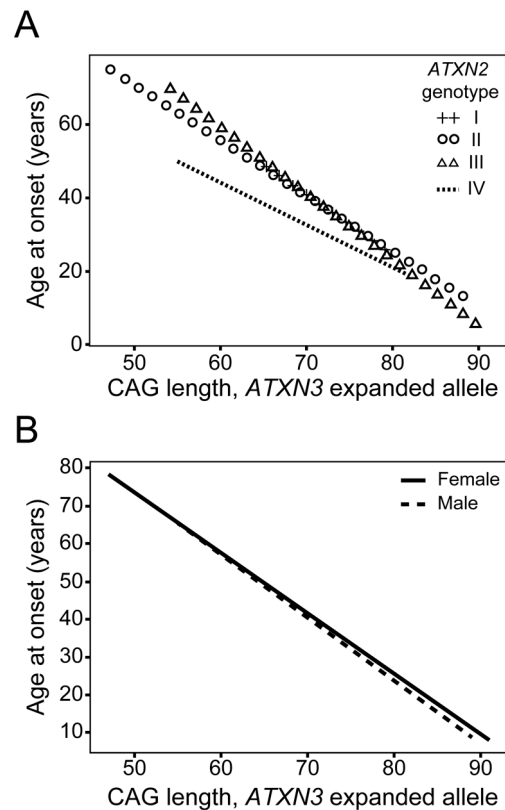 A
ATXN2
genotype
I
II
III
IV
Age at onset (years)
60
40
20
0
50 60 70 80 90
CAG length, ATXN3 expanded allele
B
Female
Male
Age at onset (years)
80
70
60
50
40
30
20
10
50 60 70 80 90
CAG length, ATXN3 expanded allele